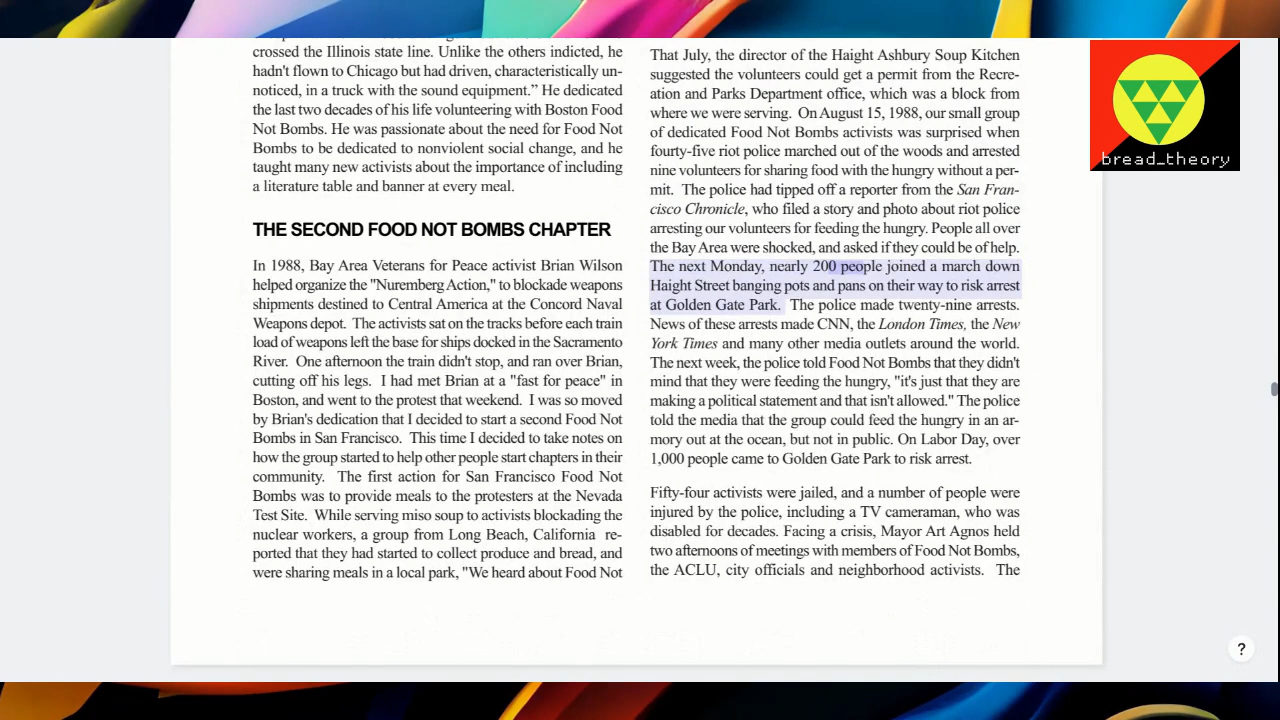 crossed the Illinois state line. Unlike the others indicted, he
hadn't flown to Chicago but had driven, characteristically un-
noticed, in a truck with the sound equipment.” He dedicated
the last two decades of his life volunteering with Boston Food
Not Bombs. He was passionate about the need for Food Not
Bombs to be dedicated to nonviolent social change, and he
taught many new activists about the importance of including
a literature table and banner at every meal.
THE SECOND FOOD NOT BOMBS CHAPTER
In 1988, Bay Area Veterans for Peace activist Brian Wilson
helped organize the "Nuremberg Action," to blockade weapons
shipments destined to Central America at the Concord Naval
Weapons depot. The activists sat on the tracks before each train
load of weapons left the base for ships docked in the Sacramento
River. One afternoon the train didn't stop, and ran over Brian,
cutting off his legs. I had met Brian at a "fast for peace" in
Boston, and went to the protest that weekend. I was so moved
by Brian's dedication that I decided to start a second Food Not
Bombs in San Francisco. This time I decided to take notes on
how the group started to help other people start chapters in their
community. The first action for San Francisco Food Not
Bombs was to provide meals to the protesters at the Nevada
Test Site. While serving miso soup to activists blockading the
nuclear workers, a group from Long Beach, California re-
ported that they had started to collect produce and bread, and
were sharing meals in a local park, "We heard about Food Not
That July, the director of the Haight Ashbury Soup Kitchen
suggested the volunteers could get a permit from the Recre-
ation and Parks Department office, which was a block from
where we were serving. On August 15, 1988, our small group
of dedicated Food Not Bombs activists was surprised when
fourty-five riot police marched out of the woods and arrested
nine volunteers for sharing food with the hungry without a per-
mit. The police had tipped off a reporter from the San Fran-
cisco Chronicle, who filed a story and photo about riot police
arresting our volunteers for feeding the hungry. People all over
the Bay Area were shocked, and asked if they could be of help.
The next Monday, nearly 200 people joined a march down
Haight Street banging pots and pans on their way to risk arrest
at Golden Gate Park. The police made twenty-nine arrests.
News of these arrests made CNN, the London Times, the New
York Times and many other media outlets around the world.
The next week, the police told Food Not Bombs that they didn't
mind that they were feeding the hungry, "it's just that they are
making a political statement and that isn't allowed." The police
told the media that the group could feed the hungry in an ar-
mory out at the ocean, but not in public. On Labor Day, over
1,000 people came to Golden Gate Park to risk arrest.
Fifty-four activists were jailed, and a number of people were
injured by the police, including a TV cameraman, who was
disabled for decades. Facing a crisis, Mayor Art Agnos held
two afternoons of meetings with members of Food Not Bombs,
the ACLU, city officials and neighborhood activists. The
bread_theory
?